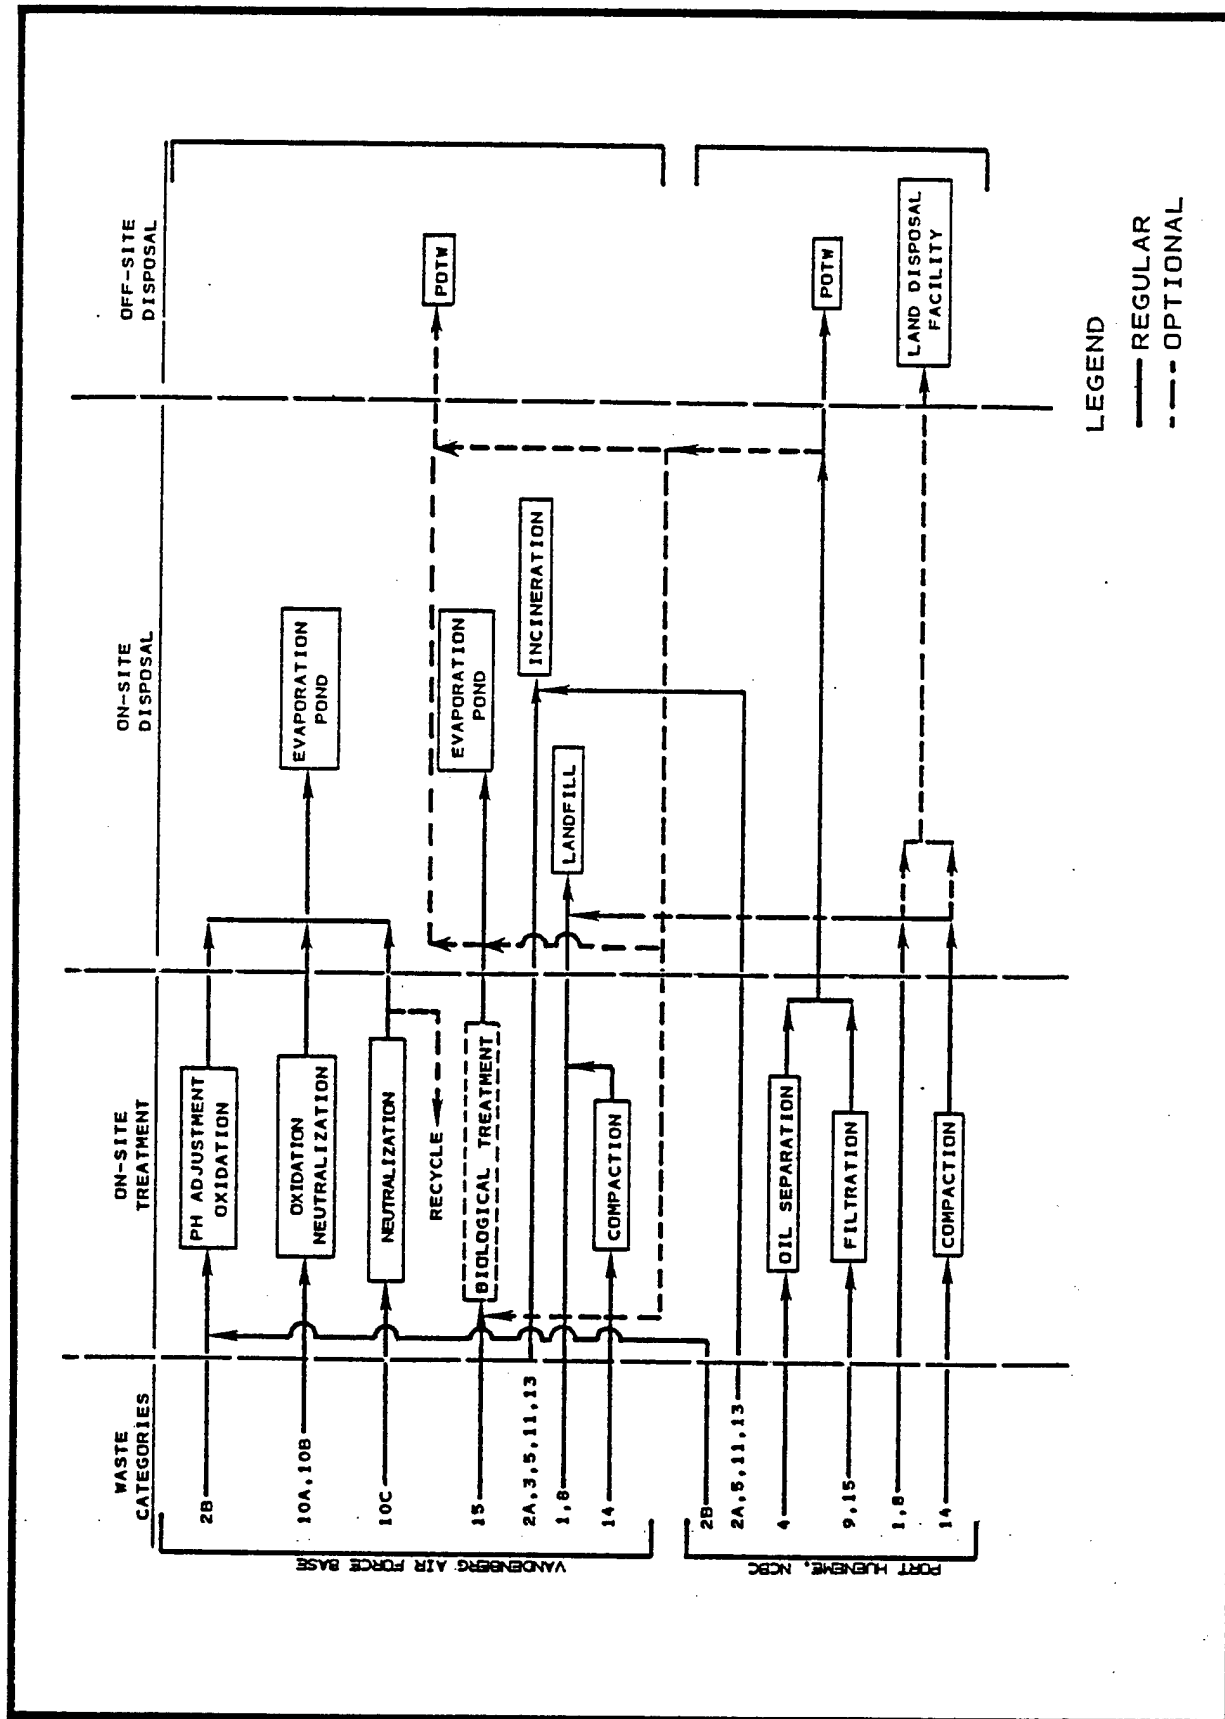 WASTE
CATEGORIES
ON-SITE
TREATMENT
ON-SITE
DISPOSAL
OFF-SITE
DISPOSAL
VANDENBERG AIR FORCE BASE
2B
PH ADJUSTMENT
OXIDATION
10A,10B
OXIDATION
NEUTRALIZATION
EVAPORATION
POND
10C
NEUTRALIZATION
RECYCLE
POTW
15
BIOLOGICAL TREATMENT
EVAPORATION
POND
2A,3,5,11,13
INCINERATION
1,8
LANDFILL
14
COMPACTION
PORT HUENEME, NCBC
2B
2A,5,11,13
4
OIL SEPARATION
POTW
9,15
FILTRATION
1,8
LAND DISPOSAL
FACILITY
14
COMPACTION
LEGEND
REGULAR
OPTIONAL